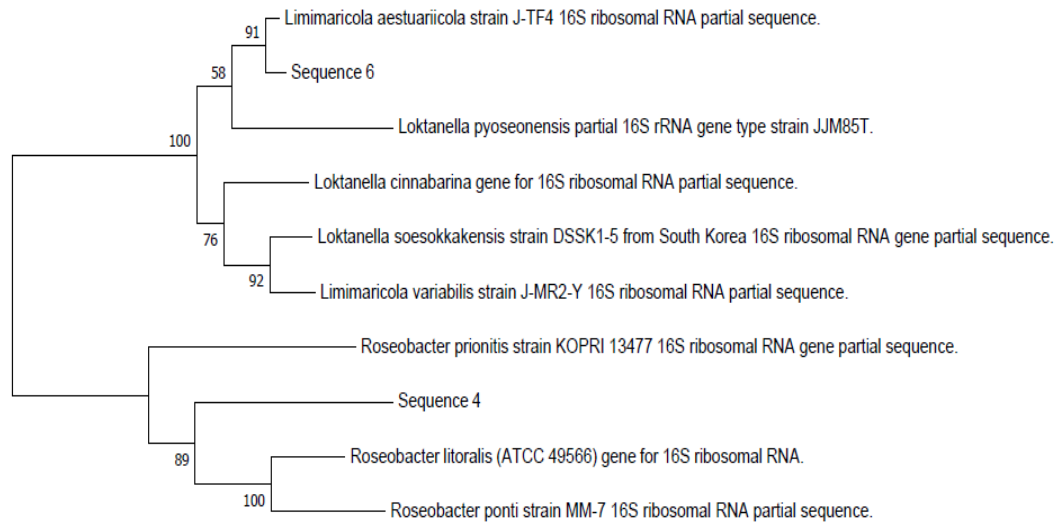 Limimaricola aestuariicola strain J-TF4 16S ribosomal RNA partial sequence.
91
Sequence 6
58
Loktanella pyoseonensis partial 16S rRNA gene type strain JJM85T.
100
Loktanella cinnabarina gene for 16S ribosomal RNA partial sequence.
76
Loktanella soesokkakensis strain DSSK1-5 from South Korea 16S ribosomal RNA gene partial sequence.
92
Limimaricola variabilis strain J-MR2-Y 16S ribosomal RNA partial sequence.
Roseobacter prionitis strain KOPRI 13477 16S ribosomal RNA gene partial sequence.
Sequence 4
89
Roseobacter litoralis (ATCC 49566) gene for 16S ribosomal RNA.
100
Roseobacter ponti strain MM-7 16S ribosomal RNA partial sequence.